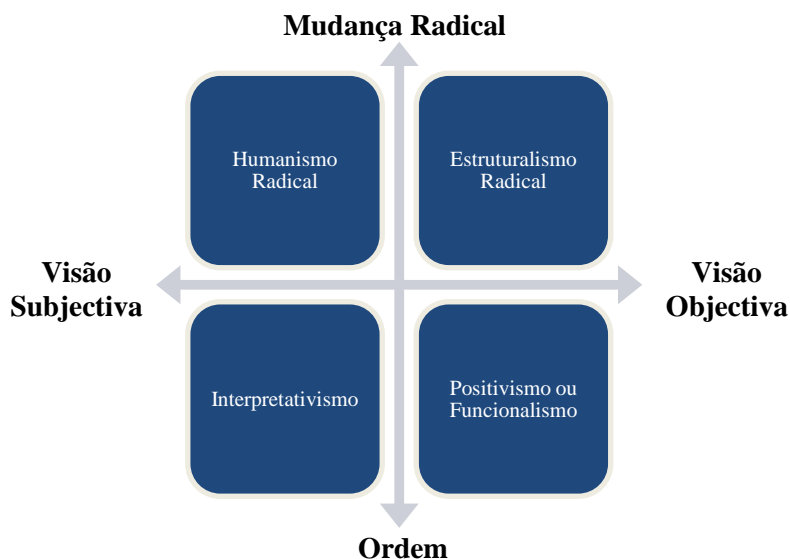 Mudança Radical
Humanismo
Radical
Estruturalismo
Radical
Visão
Subjectiva
Visão
Objectiva
Interpretativismo
Positivismo ou
Funcionalismo
Ordem